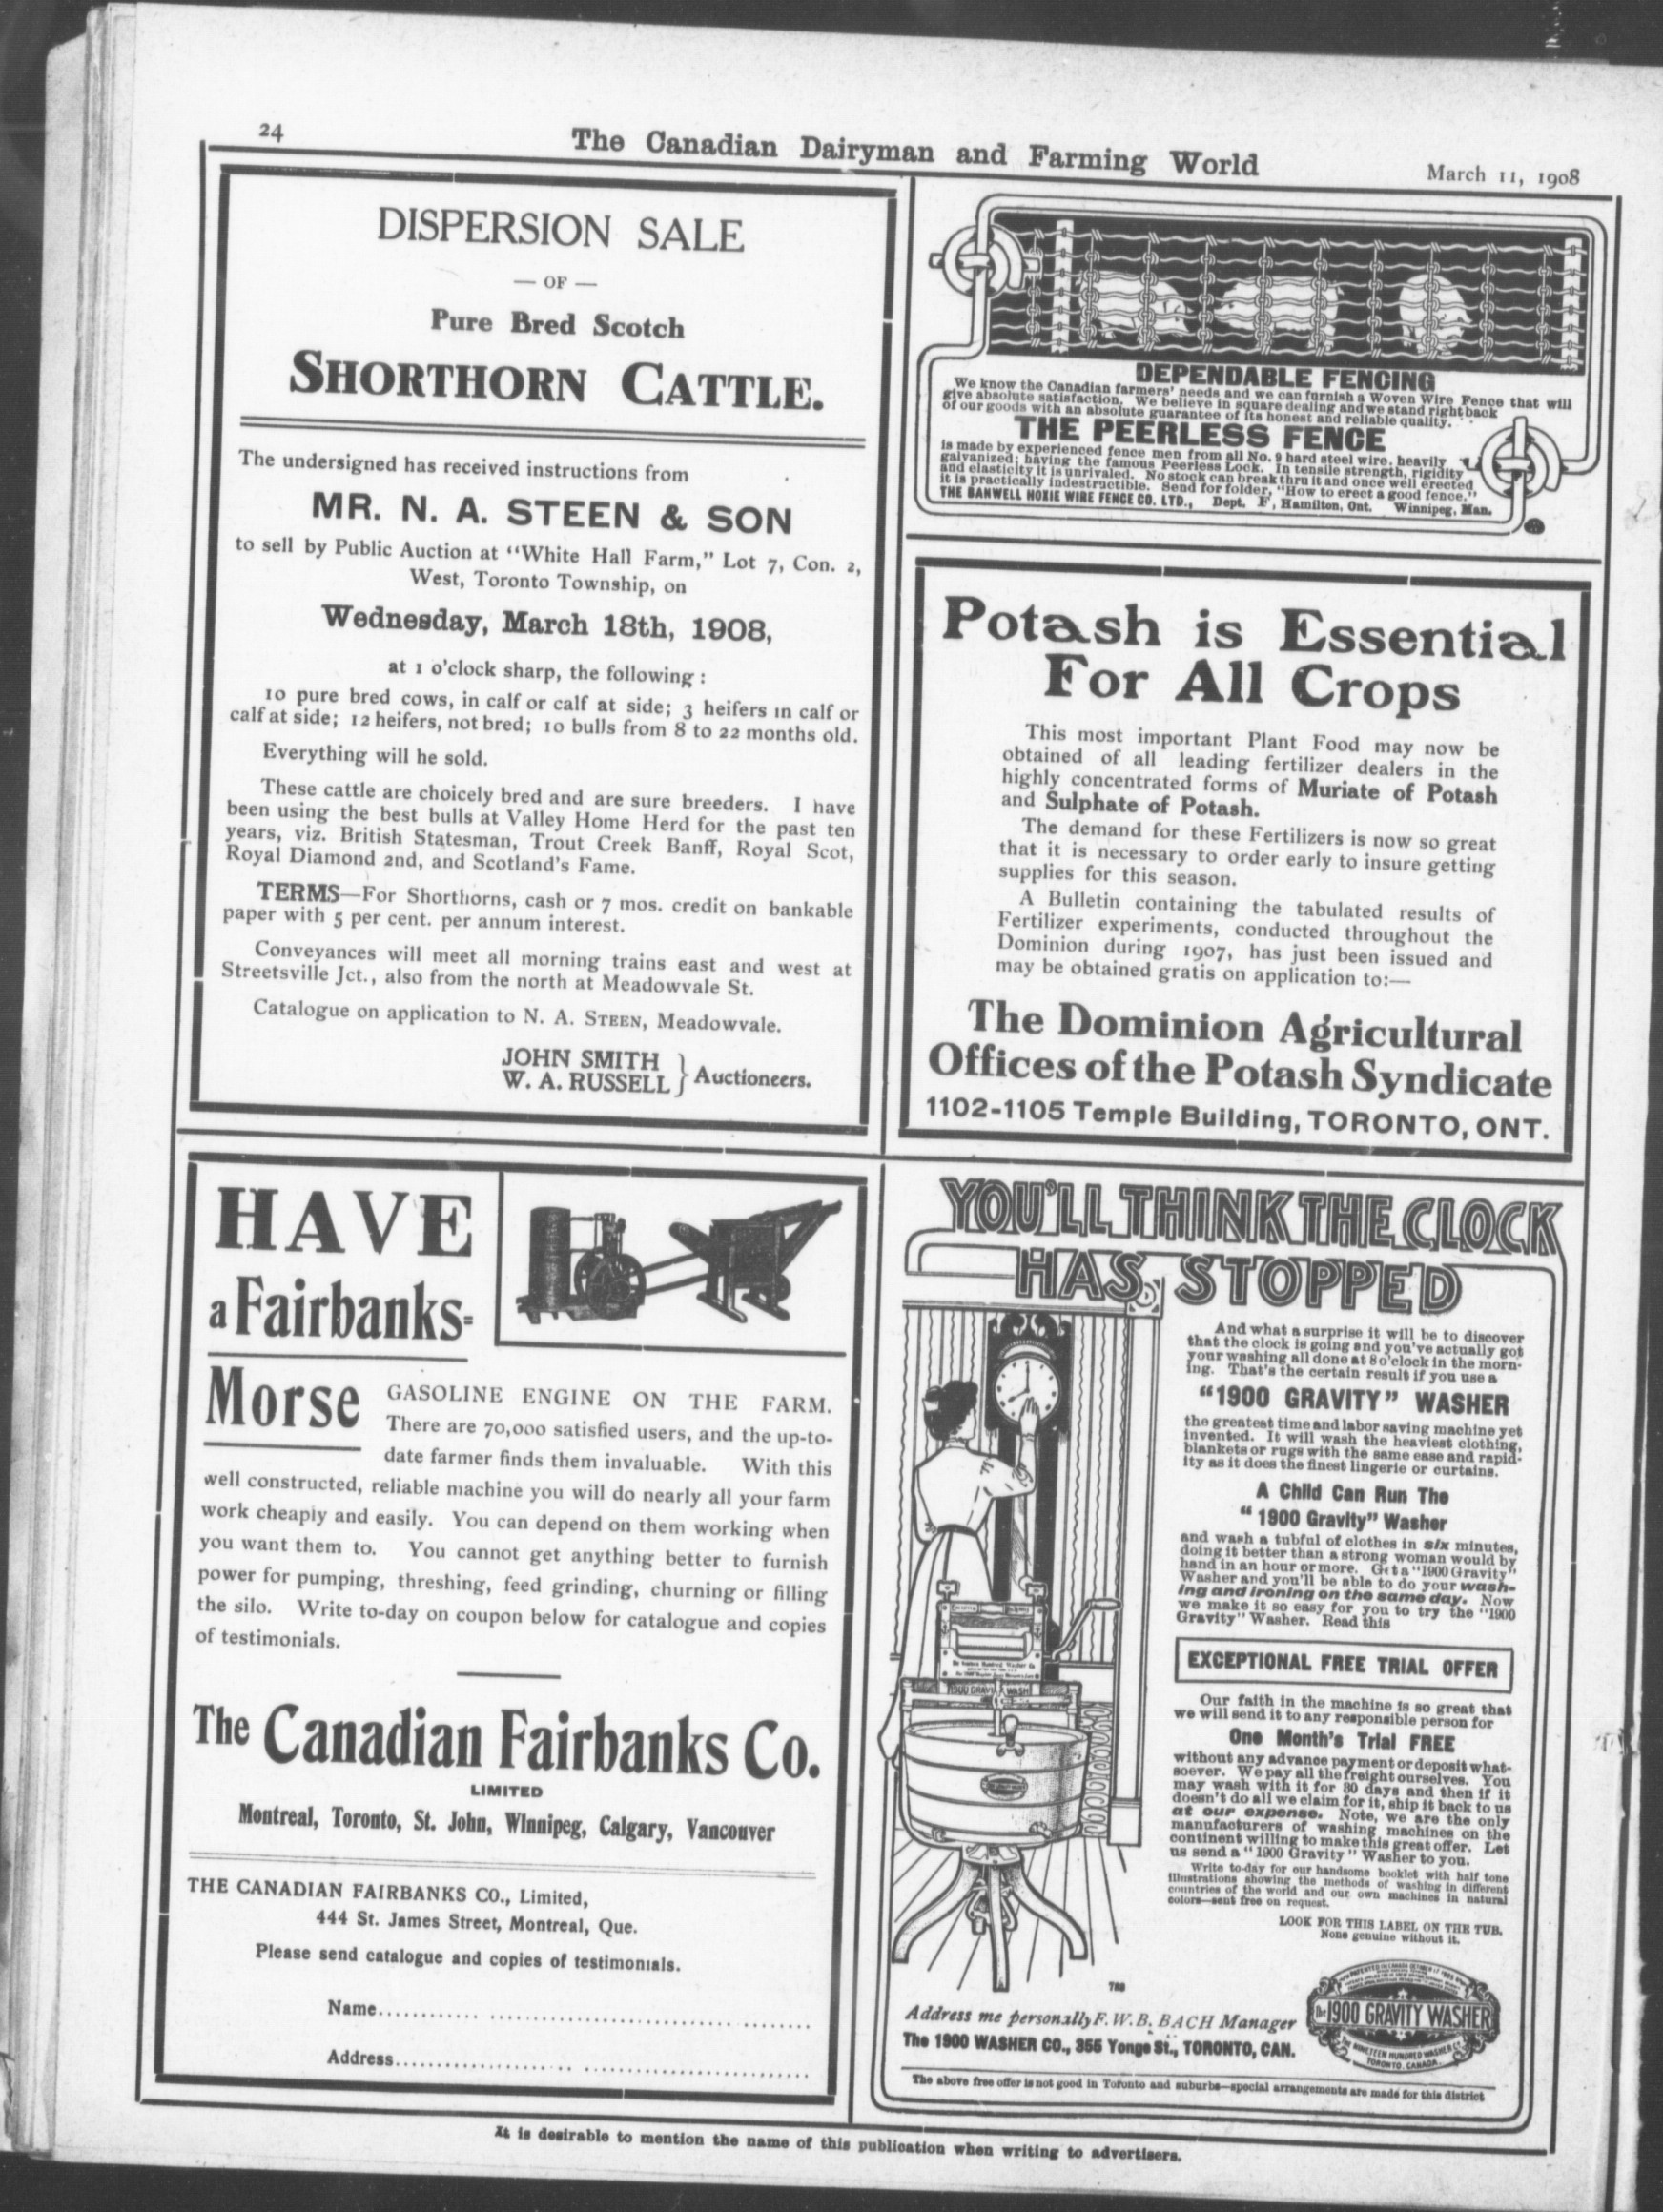 24
The Canadian Dairyman and Farming World
March 11, 1908
DISPERSION SALE
— OF —
Pure Bred Scotch
SHORTHORN CATTLE.
The undersigned has received instructions from
MR. N. A. STEEN & SON
to sell by Public Auction at "White Hall Farm," Lot 7, Con. 2,
West, Toronto Township, on
Wednesday, March 18th, 1908,
at 1 o'clock sharp, the following :
10 pure bred cows, in calf or calf at side; 3 heifers in calf or
calf at side; 12 heifers, not bred; 10 bulls from 8 to 22 months old.
Everything will he sold.
These cattle are choicely bred and are sure breeders. I have
been using the best bulls at Valley Home Herd for the past ten
years, viz. British Statesman, Trout Creek Banff, Royal Scot,
Royal Diamond 2nd, and Scotland's Fame.
TERMS—For Shorthorns, cash or 7 mos. credit on bankable
paper with 5 per cent. per annum interest.
Conveyances will meet all morning trains east and west at
Streetsville Jct., also from the north at Meadowvale St.
Catalogue on application to N. A. STEEN, Meadowvale.
JOHN SMITH
W. A. RUSSELL } Auctioneers.
DEPENDABLE FENCING
We know the Canadian farmers' needs and we can furnish a Woven Wire Fence that will
give absolute satisfaction. We believe in square dealing and we stand right back
of our goods with an absolute guarantee of its honest and reliable quality.
THE PEERLESS FENCE
is made by experienced fence men from all No. 9 hard steel wire, heavily
galvanized; having the famous Peerless Lock. In tensile strength, rigidity
and elasticity it is unrivaled. No stock can break thru it and once well erected
it is practically indestructible. Send for folder, "How to erect a good fence."
THE BANWELL HOXIE WIRE FENCE CO. LTD., Dept. F, Hamilton, Ont. Winnipeg, Man.
Potash is Essential
For All Crops
This most important Plant Food may now be
obtained of all leading fertilizer dealers in the
highly concentrated forms of Muriate of Potash
and Sulphate of Potash.
The demand for these Fertilizers is now so great
that it is necessary to order early to insure getting
supplies for this season.
A Bulletin containing the tabulated results of
Fertilizer experiments, conducted throughout the
Dominion during 1907, has just been issued and
may be obtained gratis on application to:—
The Dominion Agricultural
Offices of the Potash Syndicate
1102-1105 Temple Building, TORONTO, ONT.
HAVE
a Fairbanks-
Morse
GASOLINE ENGINE ON THE FARM.
There are 70,000 satisfied users, and the up-to-
date farmer finds them invaluable. With this
well constructed, reliable machine you will do nearly all your farm
work cheaply and easily. You can depend on them working when
you want them to. You cannot get anything better to furnish
power for pumping, threshing, feed grinding, churning or filling
the silo. Write to-day on coupon below for catalogue and copies
of testimonials.
The Canadian Fairbanks Co.
LIMITED
Montreal, Toronto, St. John, Winnipeg, Calgary, Vancouver
THE CANADIAN FAIRBANKS CO., Limited,
444 St. James Street, Montreal, Que.
Please send catalogue and copies of testimonials.
Name..............................................
Address............................................
YOU'LL THINK THE CLOCK
HAS STOPPED
And what a surprise it will be to discover
that the clock is going and you've actually got
your washing all done at 8 o'clock in the morn-
ing. That's the certain result if you use a
"1900 GRAVITY" WASHER
the greatest time and labor saving machine yet
invented. It will wash the heaviest clothing,
blankets or rugs with the same ease and rapid-
ity as it does the finest lingerie or curtains.
A Child Can Run The
"1900 Gravity" Washer
and wash a tubful of clothes in six minutes,
doing it better than a strong woman would by
hand in an hour or more. Get a "1900 Gravity"
Washer and you'll be able to do your wash-
ing and ironing on the same day. Now
we make it so easy for you to try the "1900
Gravity" Washer. Read this
EXCEPTIONAL FREE TRIAL OFFER
Our faith in the machine is so great that
we will send it to any responsible person for
One Month's Trial FREE
without any advance payment or deposit what-
soever. We pay all the freight ourselves. You
may wash with it for 30 days and then if it
doesn't do all we claim for it, ship it back to us
at our expense. Note, we are the only
manufacturers of washing machines on the
continent willing to make this great offer. Let
us send a "1900 Gravity" Washer to you.
Write to-day for our handsome booklet with half tone
illustrations showing the methods of washing in different
countries of the world and our own machines in natural
colors—sent free on request.
LOOK FOR THIS LABEL ON THE TUB.
None genuine without it.
The 1900 GRAVITY WASHER
THE NINETEEN HUNDRED WASHER CO.
TORONTO, CANADA.
Address me personally F. W. B. BACH Manager
The 1900 WASHER CO., 355 Yonge St., TORONTO, CAN.
The above free offer is not good in Toronto and suburbs—special arrangements are made for this district
It is desirable to mention the name of this publication when writing to advertisers.